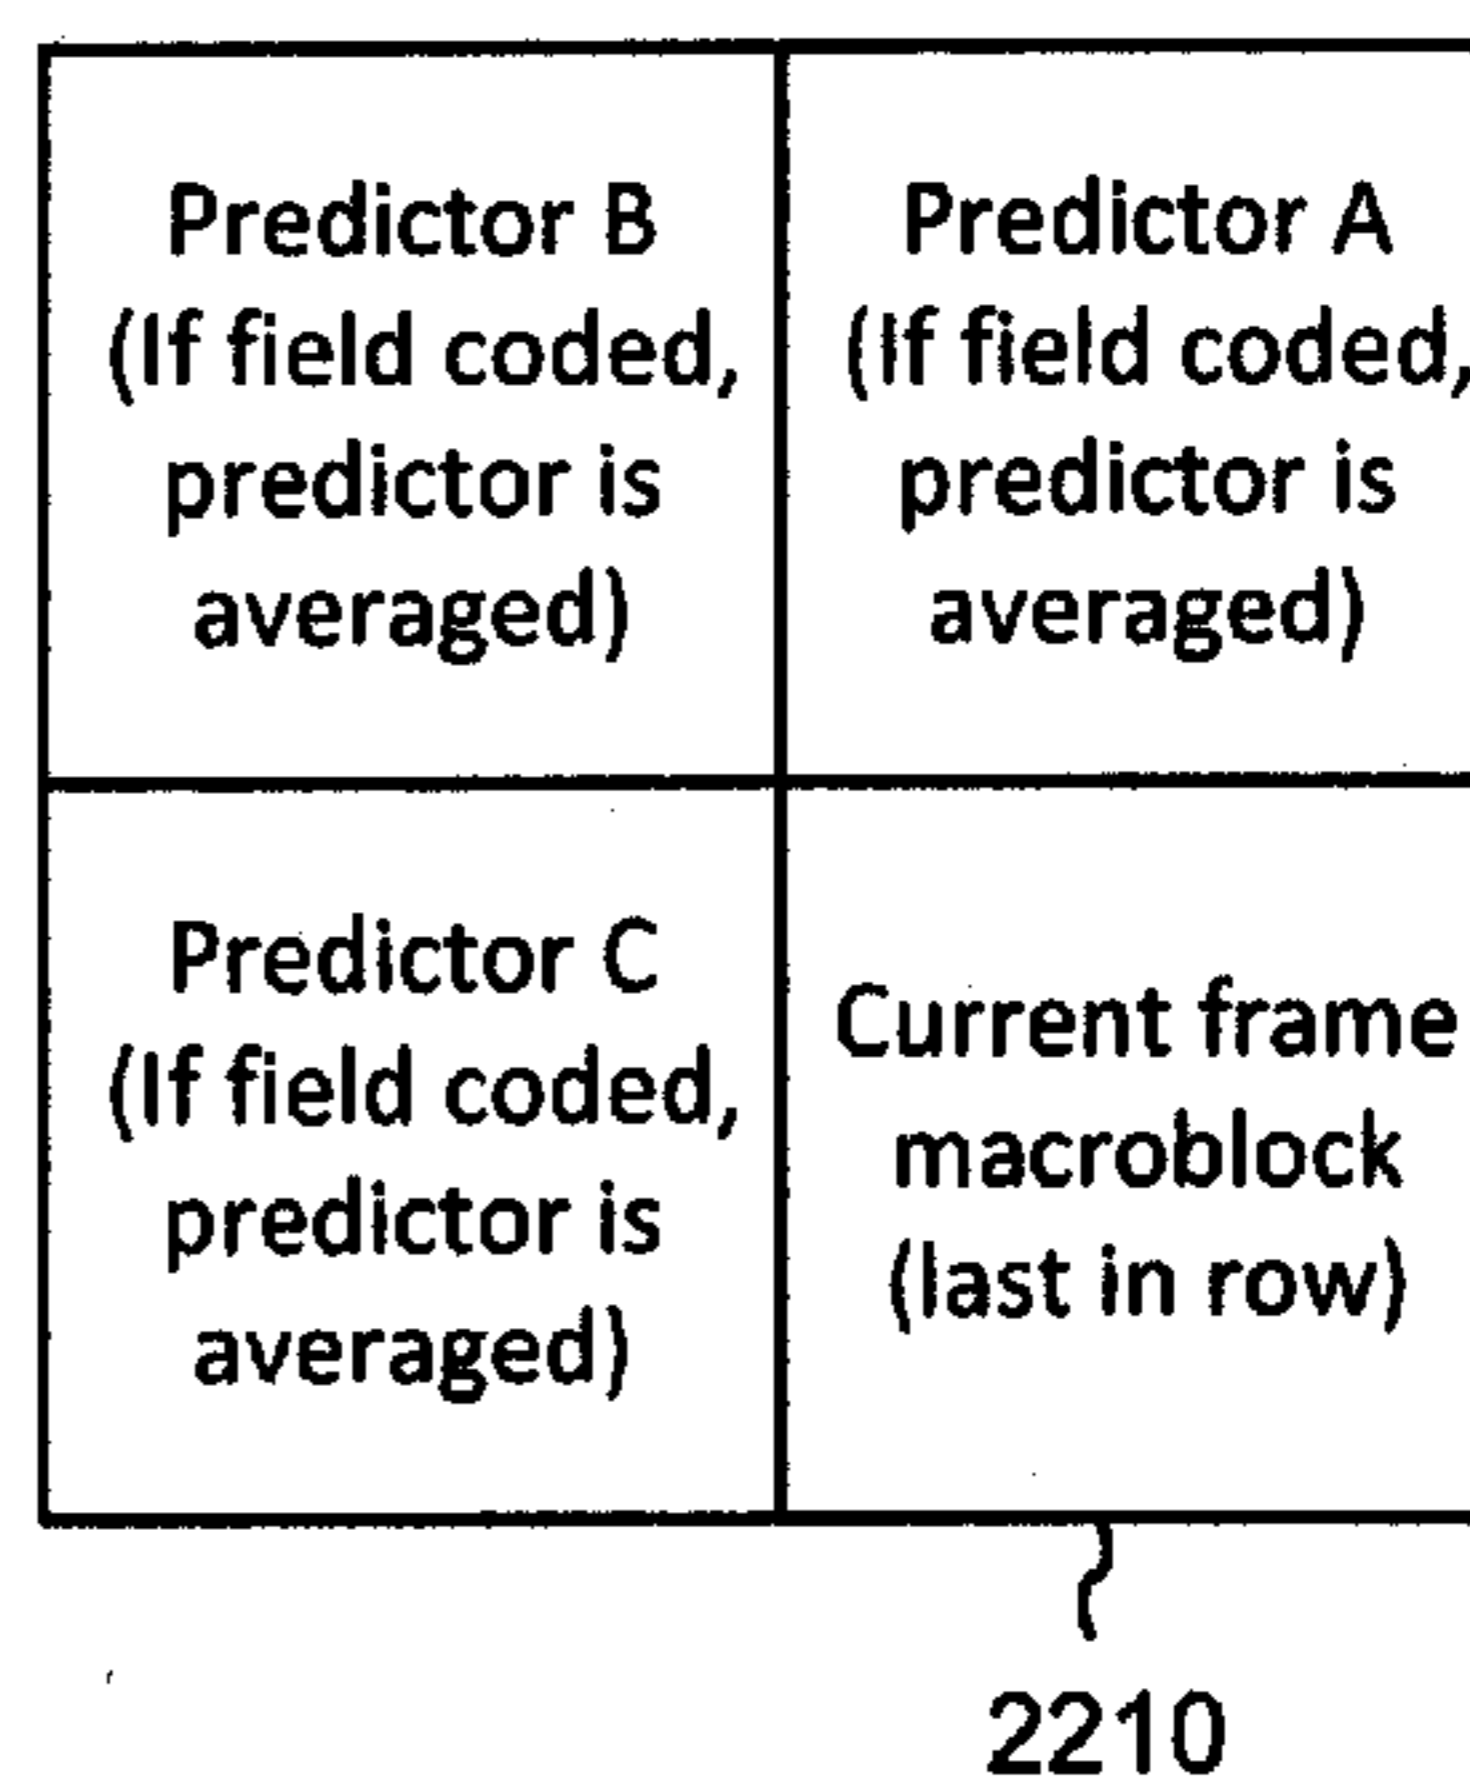 Predictor B
(If field coded,
predictor is
averaged)
Predictor A
(If field coded,
predictor is
averaged)
Predictor C
(If field coded,
predictor is
averaged)
Current frame
macroblock
(last in row)
2210